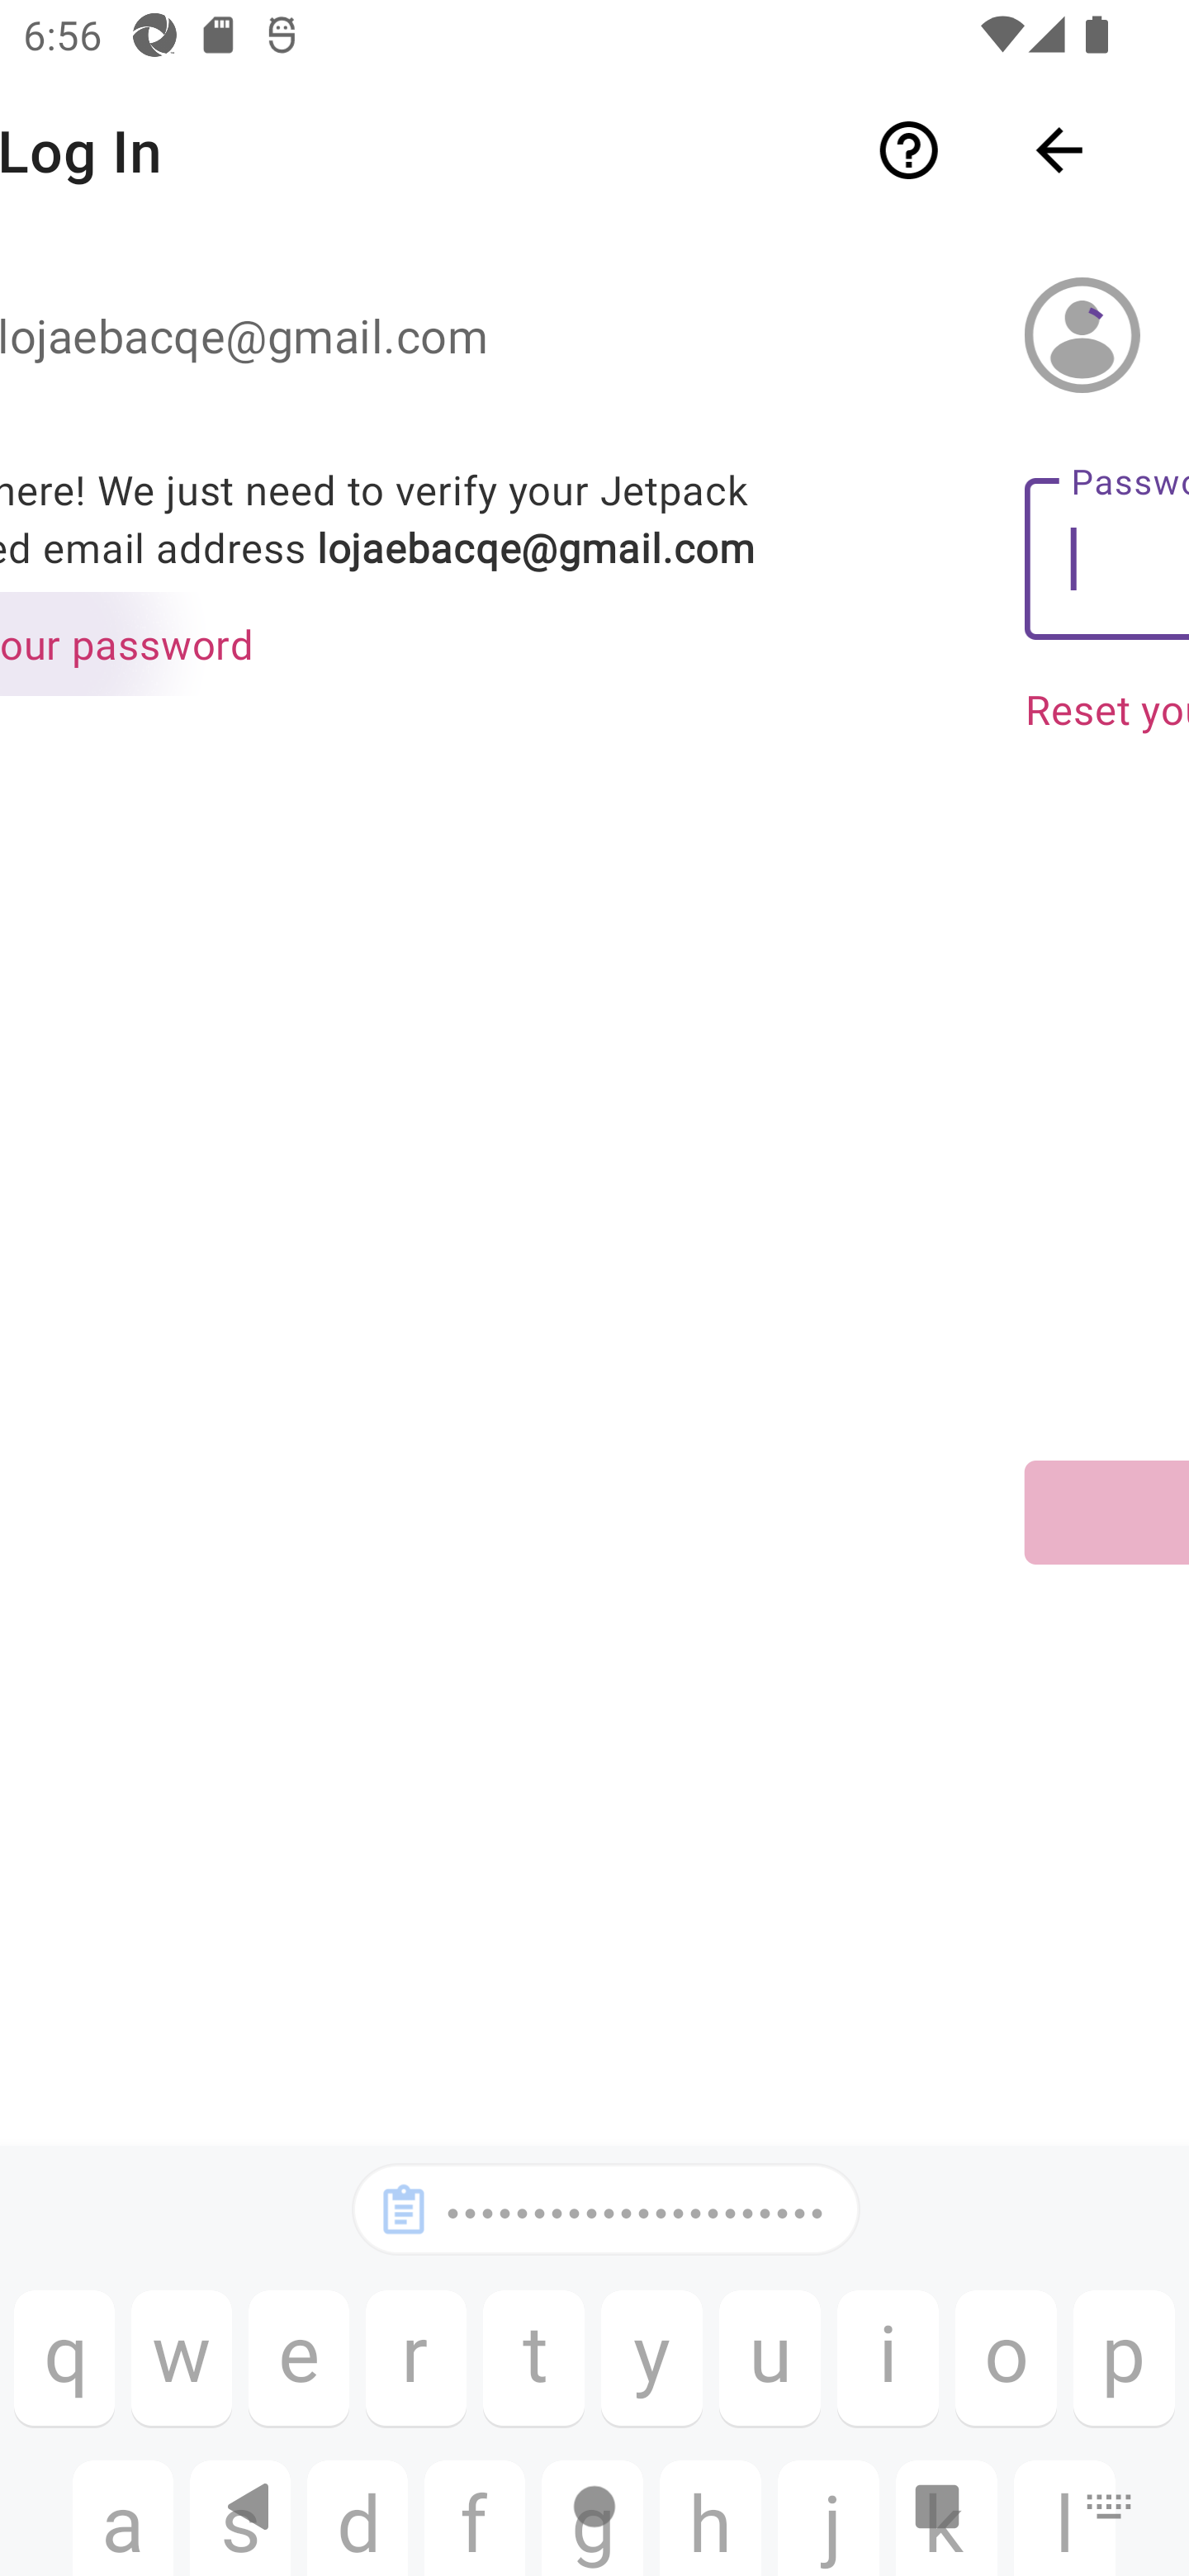 6:56
Log In
lojaebacqe@gmail.com
here! We just need to verify your Jetpack
ed email address lojaebacqe@gmail.com
our password
Passwo
Reset you
••••••••••••••••••••••
q w e r t y u i o p
a s d f g h j k l